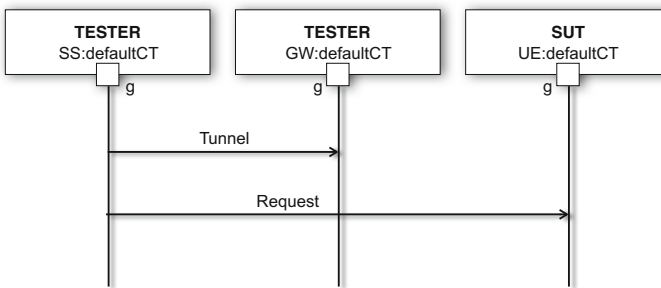 TESTER
SS:defaultCT
TESTER
GW:defaultCT
SUT
UE:defaultCT
g
g
g
Tunnel
Request